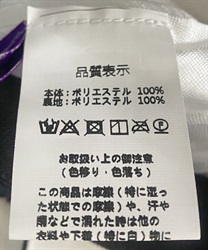 品質表示
本体：ポリエステル 100%
裏地：ポリエステル 100%
お取扱い上の御注意
（色移り・色落ち）
この商品は摩擦（特に湿っ
た状態での摩擦）や、汗や
雨などで濡れた時は他の
衣料や下着（特に白）物に